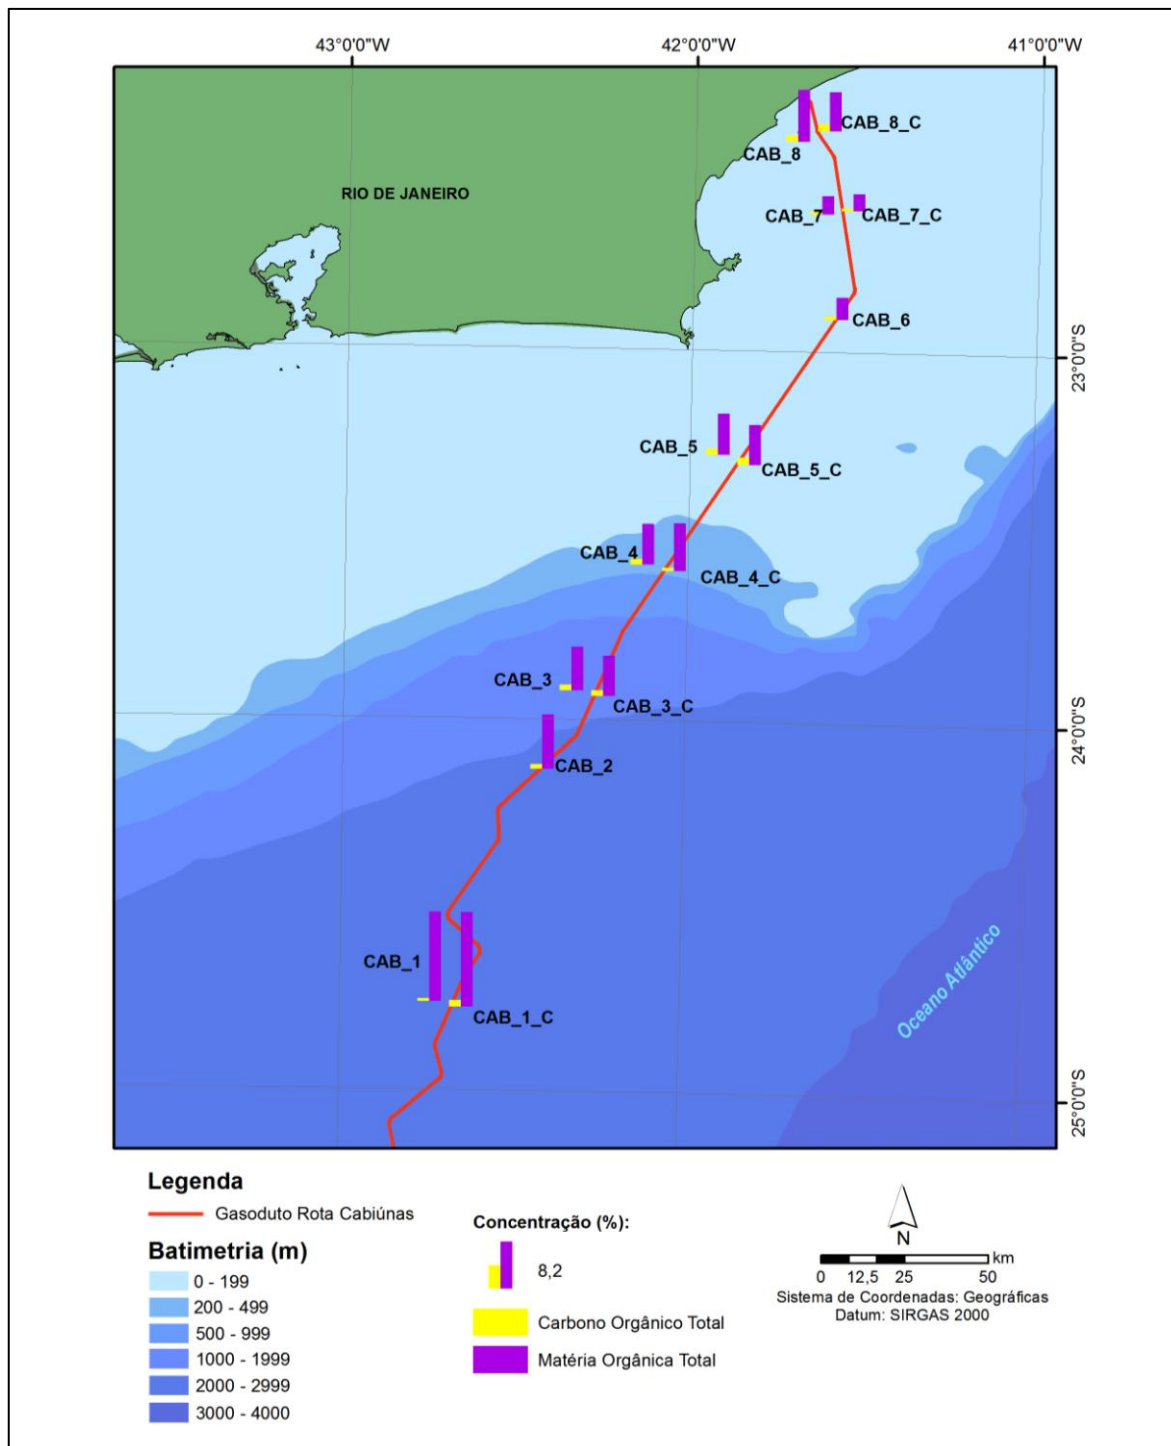 43°0'0"W
42°0'0"W
41°0'0"W
CAB_8_C
CAB_8
RIO DE JANEIRO
CAB_7
CAB_7_C
CAB_6
23°0'0"S
CAB_5
CAB_5_C
CAB_4
CAB_4_C
CAB_3
CAB_3_C
24°0'0"S
CAB_2
CAB_1
Oceano Atlântico
CAB_1_C
25°0'0"S
Legenda
Gasoduto Rota Cabiúnas
Batimetria (m)
0 - 199
200 - 499
500 - 999
1000 - 1999
2000 - 2999
3000 - 4000
Concentração (%):
8,2
Carbono Orgânico Total
Matéria Orgânica Total
N
km
0 12,5 25 50
Sistema de Coordenadas: Geográficas
Datum: SIRGAS 2000